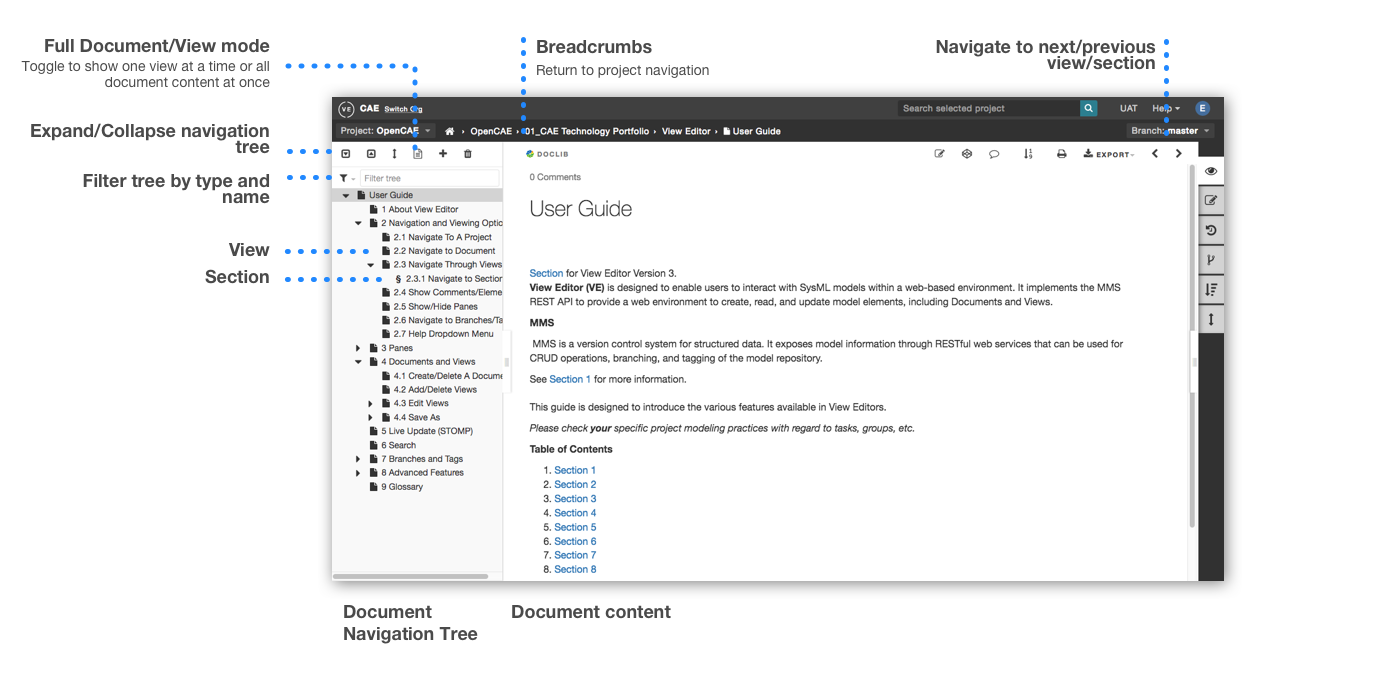 Full Document/View mode
Toggle to show one view at a time or all
document content at once
Breadcrumbs
Return to project navigation
Navigate to next/previous
view/section
Expand/Collapse navigation
tree
Filter tree by type and
name
View
Section
VE CAE Switch Org
Search selected project
UAT Help E
Project: OpenCAE
OpenCAE › 01_CAE Technology Portfolio › View Editor › User Guide
Branch: master
Filter tree
User Guide
1 About View Editor
2 Navigation and Viewing Optic
2.1 Navigate To A Project
2.2 Navigate to Document
2.3 Navigate Through Views
§ 2.3.1 Navigate to Section
2.4 Show Comments/Eleme
2.5 Show/Hide Panes
2.6 Navigate to Branches/Ta
2.7 Help Dropdown Menu
3 Panes
4 Documents and Views
4.1 Create/Delete A Docume
4.2 Add/Delete Views
4.3 Edit Views
4.4 Save As
5 Live Update (STOMP)
6 Search
7 Branches and Tags
8 Advanced Features
9 Glossary
DOCLIB
EXPORT
0 Comments
User Guide
Section for View Editor Version 3.
View Editor (VE) is designed to enable users to interact with SysML models within a web-based environment. It implements the MMS
REST API to provide a web environment to create, read, and update model elements, including Documents and Views.
MMS
MMS is a version control system for structured data. It exposes model information through RESTful web services that can be used for
CRUD operations, branching, and tagging of the model repository.
See Section 1 for more information.
This guide is designed to introduce the various features available in View Editors.
Please check your specific project modeling practices with regard to tasks, groups, etc.
Table of Contents
1. Section 1
2. Section 2
3. Section 3
4. Section 4
5. Section 5
6. Section 6
7. Section 7
8. Section 8
Document
Navigation Tree
Document content